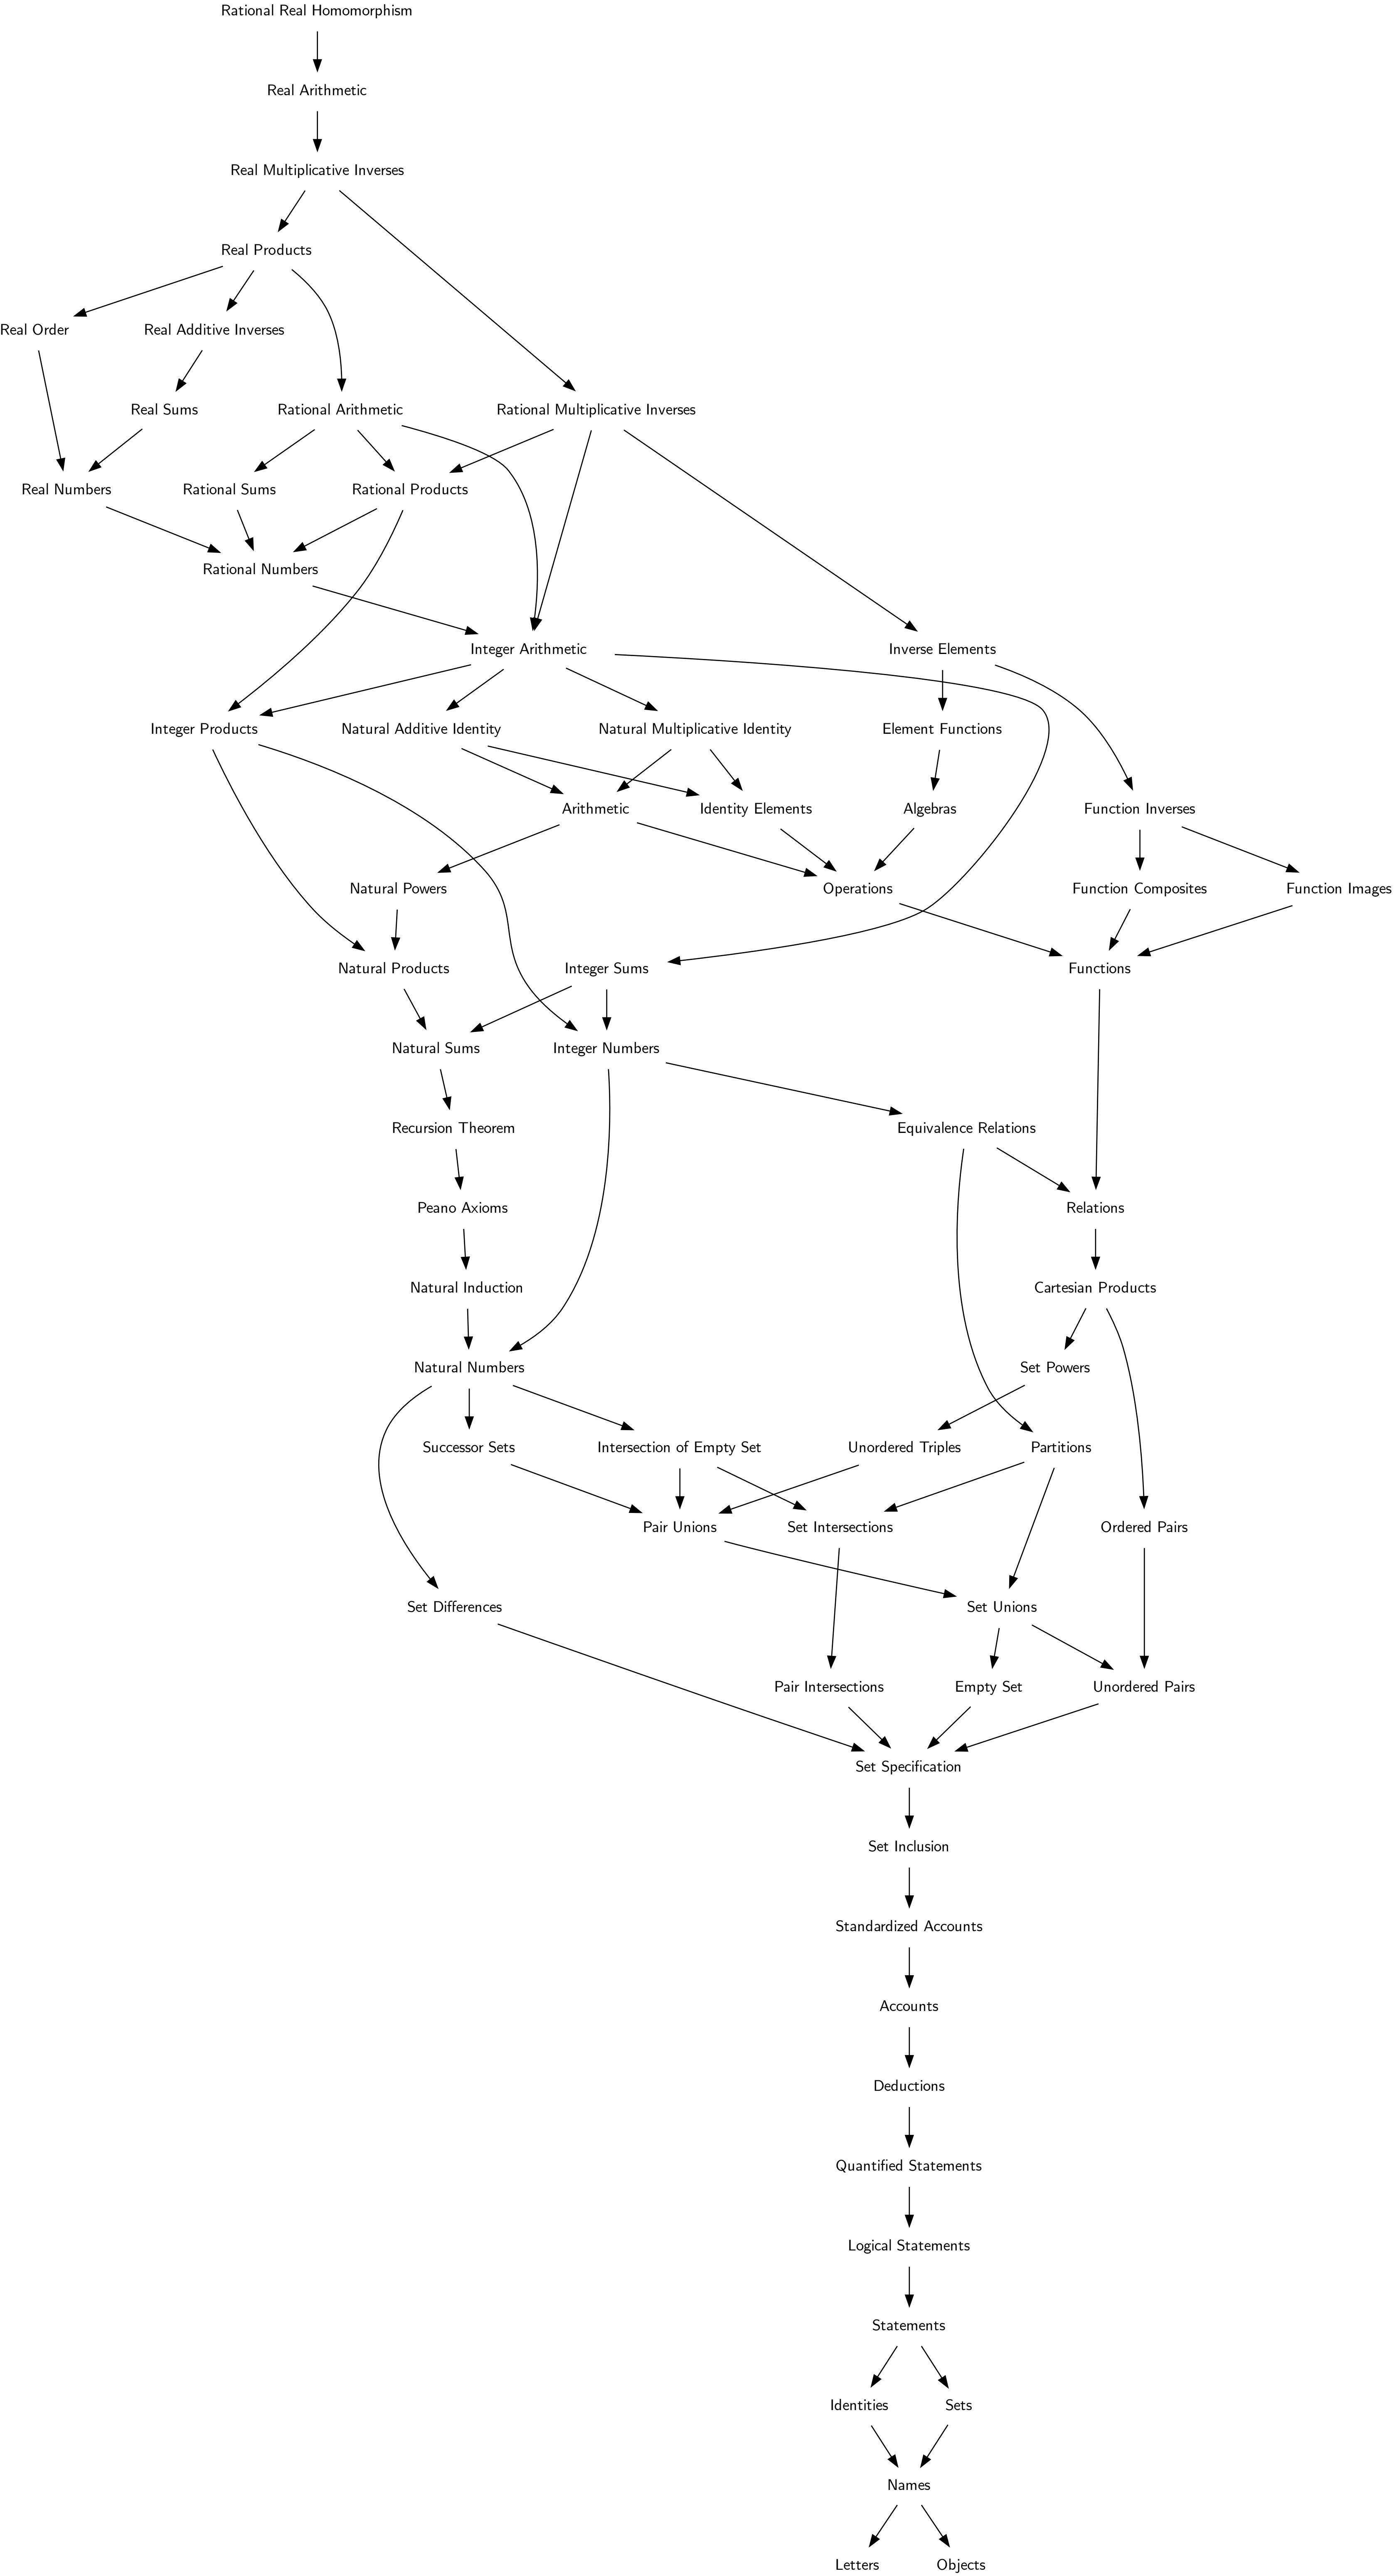 Rational Real Homomorphism
Real Arithmetic
Real Multiplicative Inverses
Real Products
Real Order
Real Additive Inverses
Real Sums
Rational Arithmetic
Rational Multiplicative Inverses
Real Numbers
Rational Sums
Rational Products
Rational Numbers
Integer Arithmetic
Inverse Elements
Integer Products
Natural Additive Identity
Natural Multiplicative Identity
Element Functions
Arithmetic
Identity Elements
Algebras
Function Inverses
Natural Powers
Operations
Function Composites
Function Images
Natural Products
Integer Sums
Functions
Natural Sums
Integer Numbers
Recursion Theorem
Equivalence Relations
Peano Axioms
Relations
Natural Induction
Cartesian Products
Natural Numbers
Set Powers
Successor Sets
Intersection of Empty Set
Unordered Triples
Partitions
Pair Unions
Set Intersections
Ordered Pairs
Set Differences
Set Unions
Pair Intersections
Empty Set
Unordered Pairs
Set Specification
Set Inclusion
Standardized Accounts
Accounts
Deductions
Quantified Statements
Logical Statements
Statements
Identities
Sets
Names
Letters
Objects